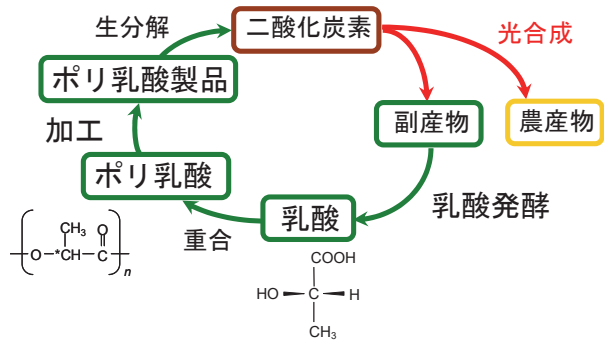 生分解
二酸化炭素
光合成
ポリ乳酸製品
副産物
農産物
加工
ポリ乳酸
乳酸
乳酸発酵
重合
CH3
O
O *CH C
n
COOH
HO C H
CH3